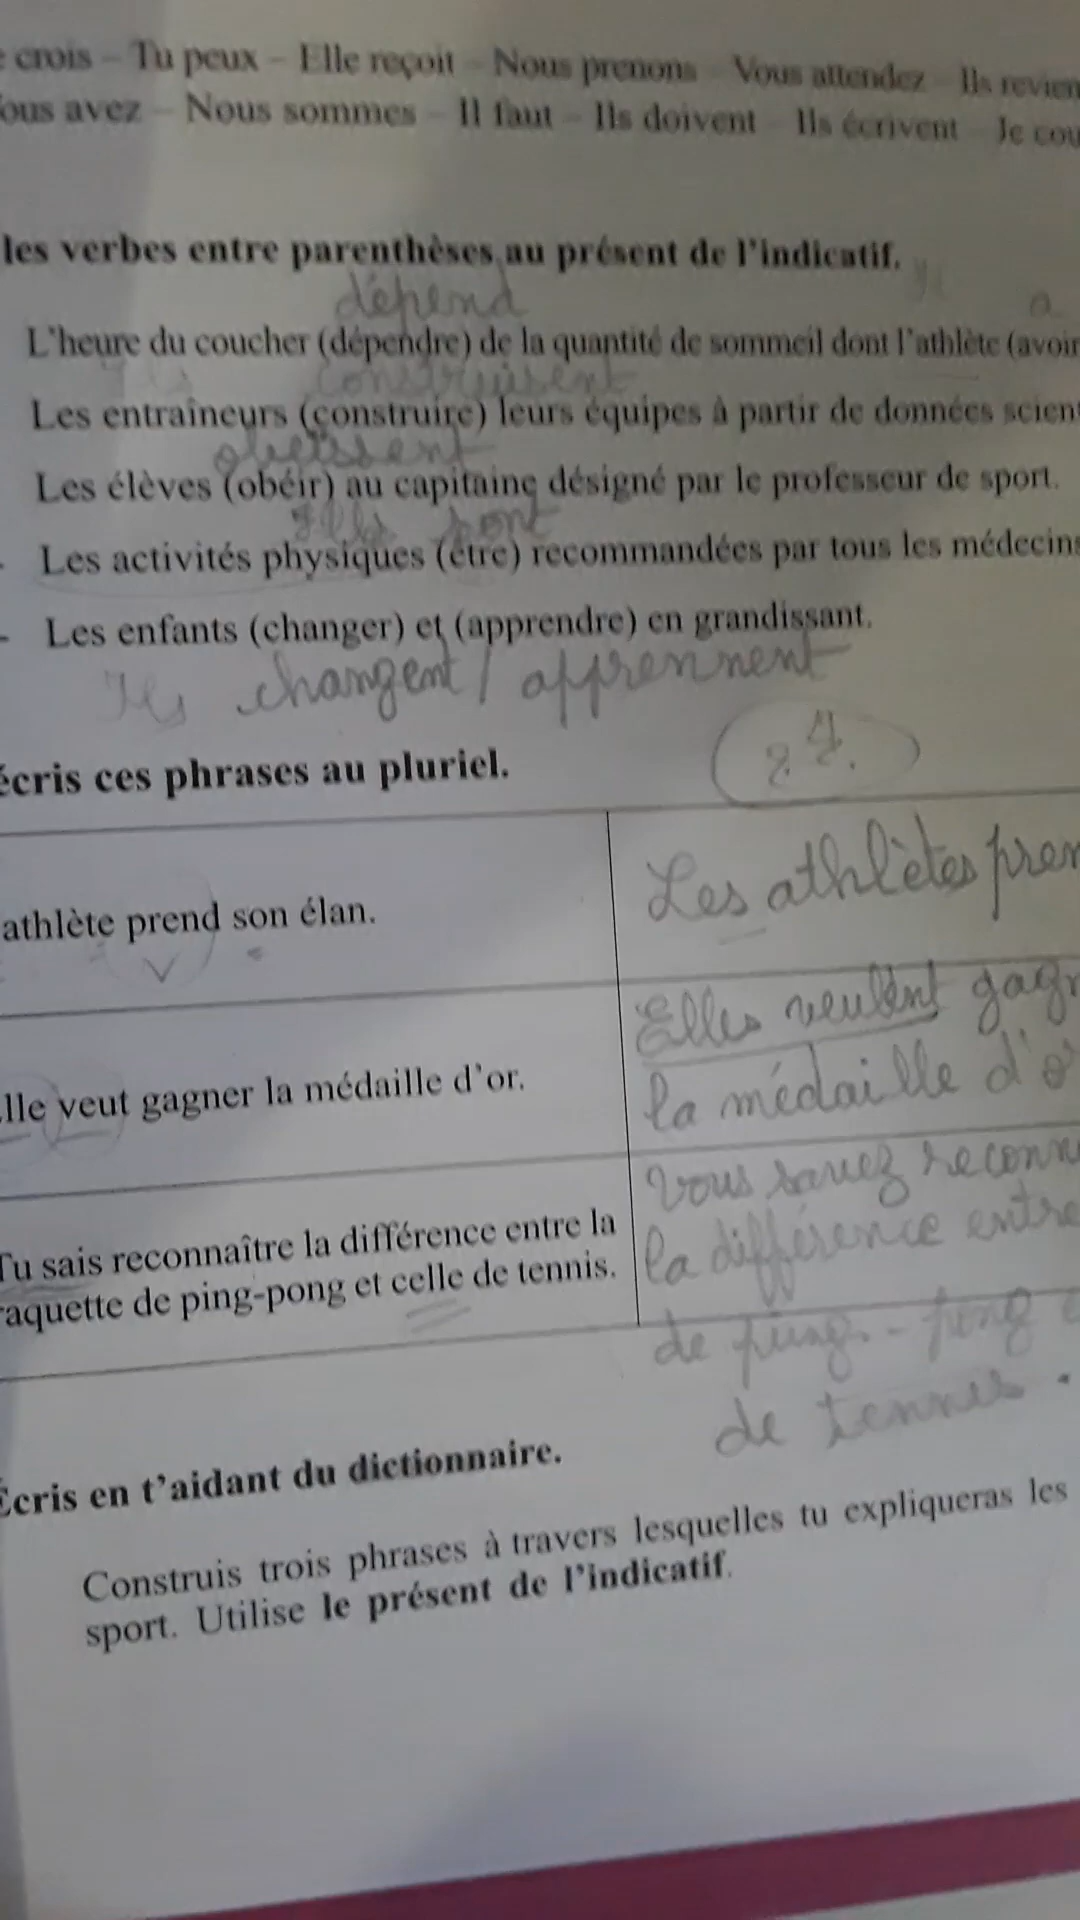 crois – Tu peux – Elle reçoit – Nous prenons – Vous attendez – Ils revien
ous avez – Nous sommes – Il faut – Ils doivent – Ils écrivent – Je cou
les verbes entre parenthèses au présent de l'indicatif.
dépend a
L'heure du coucher (dépendre) de la quantité de sommeil dont l'athlète (avoir
construisent
Les entraîneurs (construire) leurs équipes à partir de données scient
obeissent
Les élèves (obéir) au capitaine désigné par le professeur de sport.
Elles sont
- Les activités physiques (être) recommandées par tous les médecins
- Les enfants (changer) et (apprendre) en grandissant.
Ils changent / apprennent
écris ces phrases au pluriel.
athlète prend son élan.
Les athlètes pren
lle veut gagner la médaille d'or.
Elles veulent gagn
la médaille d'o
Tu sais reconnaître la différence entre la
raquette de ping-pong et celle de tennis.
Vous savez reconn
la différence entre
de ping-pong
de tennis.
Écris en t'aidant du dictionnaire.
Construis trois phrases à travers lesquelles tu expliqueras les
sport. Utilise le présent de l'indicatif.